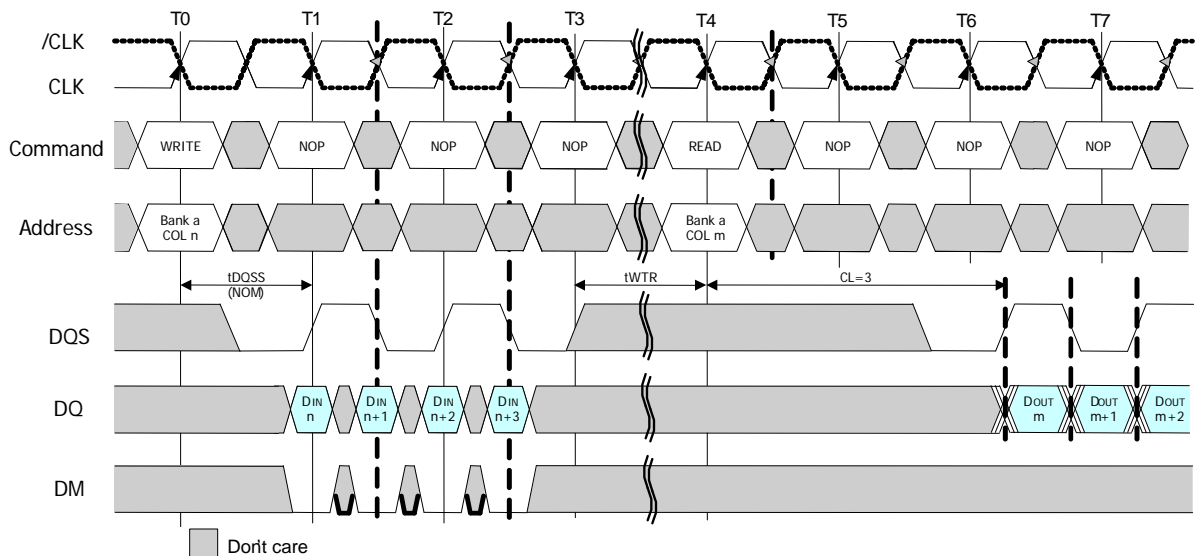 T0 T1 T2 T3 T4 T5 T6 T7
/CLK
CLK
Command WRITE NOP NOP NOP READ NOP NOP NOP
Address
Bank a
COL n
Bank a
COL m
tDQSS
(NOM)
tWTR
CL=3
DQS
DQ
DIN
n
DIN
n+1
DIN
n+2
DIN
n+3
DOUT
m
DOUT
m+1
DOUT
m+2
DM
Don't care